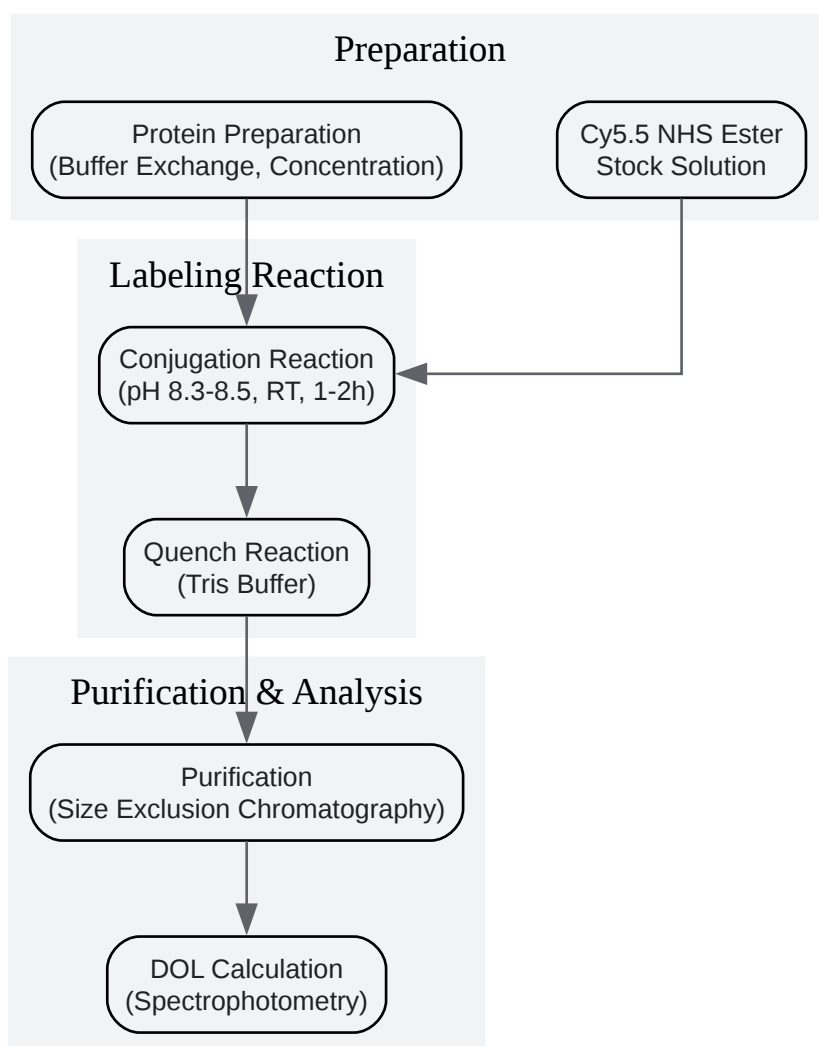 Preparation
Protein Preparation
(Buffer Exchange, Concentration)
Cy5.5 NHS Ester
Stock Solution
Labeling Reaction
Conjugation Reaction
(pH 8.3-8.5, RT, 1-2h)
Quench Reaction
(Tris Buffer)
Purification & Analysis
Purification
(Size Exclusion Chromatography)
DOL Calculation
(Spectrophotometry)